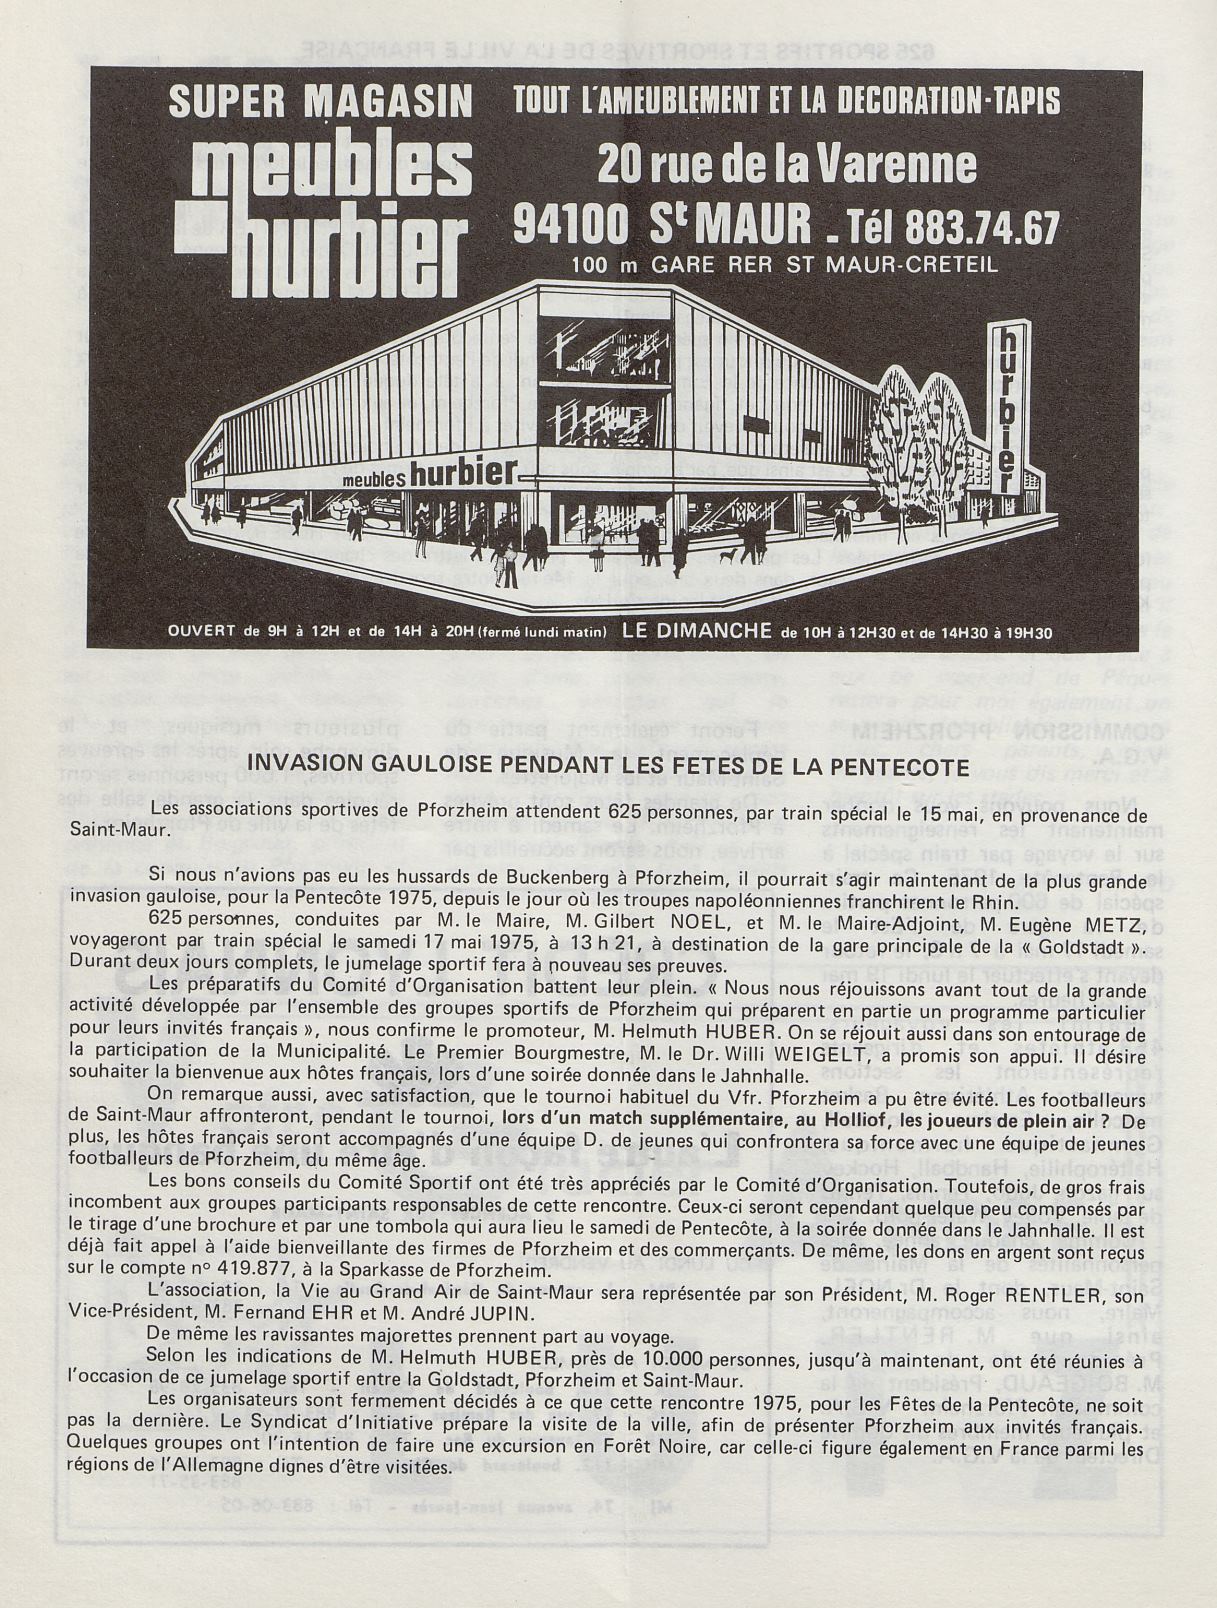 SUPER MAGASIN
meubles
hurbier
TOUT L'AMEUBLEMENT ET LA DECORATION-TAPIS
20 rue de la Varenne
94100 St MAUR - Tél 883.74.67
100 m GARE RER ST MAUR-CRETEIL
hurbier
meubles hurbier
OUVERT de 9H à 12H et de 14H à 20H (fermé lundi matin) LE DIMANCHE de 10H à 12H30 et de 14H30 à 19H30
INVASION GAULOISE PENDANT LES FETES DE LA PENTECOTE
Les associations sportives de Pforzheim attendent 625 personnes, par train spécial le 15 mai, en provenance de
Saint-Maur.
Si nous n'avions pas eu les hussards de Buckenberg à Pforzheim, il pourrait s'agir maintenant de la plus grande
invasion gauloise, pour la Pentecôte 1975, depuis le jour où les troupes napoléonniennes franchirent le Rhin.
625 personnes, conduites par M. le Maire, M. Gilbert NOEL, et M. le Maire-Adjoint, M. Eugène METZ,
voyageront par train spécial le samedi 17 mai 1975, à 13 h 21, à destination de la gare principale de la « Goldstadt ».
Durant deux jours complets, le jumelage sportif fera à nouveau ses preuves.
Les préparatifs du Comité d'Organisation battent leur plein. « Nous nous réjouissons avant tout de la grande
activité développée par l'ensemble des groupes sportifs de Pforzheim qui préparent en partie un programme particulier
pour leurs invités français », nous confirme le promoteur, M. Helmuth HUBER. On se réjouit aussi dans son entourage de
la participation de la Municipalité. Le Premier Bourgmestre, M. le Dr. Willi WEIGELT, a promis son appui. Il désire
souhaiter la bienvenue aux hôtes français, lors d'une soirée donnée dans le Jahnhalle.
On remarque aussi, avec satisfaction, que le tournoi habituel du Vfr. Pforzheim a pu être évité. Les footballeurs
de Saint-Maur affronteront, pendant le tournoi, lors d'un match supplémentaire, au Holliof, les joueurs de plein air ? De
plus, les hôtes français seront accompagnés d'une équipe D. de jeunes qui confrontera sa force avec une équipe de jeunes
footballeurs de Pforzheim, du même âge.
Les bons conseils du Comité Sportif ont été très appréciés par le Comité d'Organisation. Toutefois, de gros frais
incombent aux groupes participants responsables de cette rencontre. Ceux-ci seront cependant quelque peu compensés par
le tirage d'une brochure et par une tombola qui aura lieu le samedi de Pentecôte, à la soirée donnée dans le Jahnhalle. Il est
déjà fait appel à l'aide bienveillante des firmes de Pforzheim et des commerçants. De même, les dons en argent sont reçus
sur le compte nº 419.877, à la Sparkasse de Pforzheim.
L'association, la Vie au Grand Air de Saint-Maur sera représentée par son Président, M. Roger RENTLER, son
Vice-Président, M. Fernand EHR et M. André JUPIN.
De même les ravissantes majorettes prennent part au voyage.
Selon les indications de M. Helmuth HUBER, près de 10.000 personnes, jusqu'à maintenant, ont été réunies à
l'occasion de ce jumelage sportif entre la Goldstadt, Pforzheim et Saint-Maur.
Les organisateurs sont fermement décidés à ce que cette rencontre 1975, pour les Fêtes de la Pentecôte, ne soit
pas la dernière. Le Syndicat d'Initiative prépare la visite de la ville, afin de présenter Pforzheim aux invités français.
Quelques groupes ont l'intention de faire une excursion en Forêt Noire, car celle-ci figure également en France parmi les
régions de l'Allemagne dignes d'être visitées.